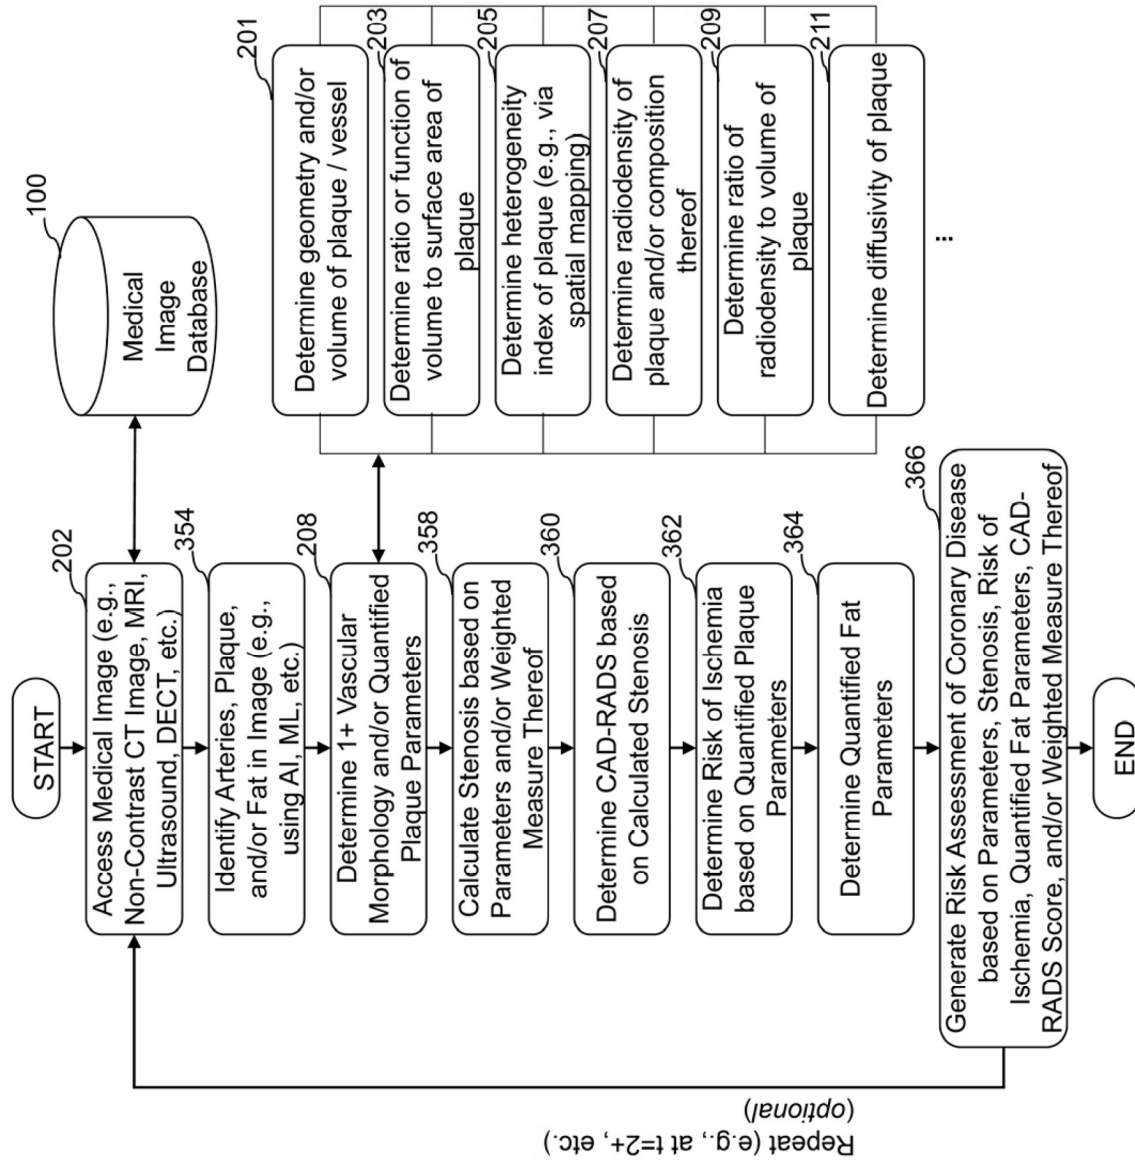 START
202
Access Medical Image (e.g.,
Non-Contrast CT Image, MRI,
Ultrasound, DECT, etc.)
100
Medical
Image
Database
354
Identify Arteries, Plaque,
and/or Fat in Image (e.g.,
using AI, ML, etc.)
208
Determine 1+ Vascular
Morphology and/or Quantified
Plaque Parameters
201
Determine geometry and/or
volume of plaque / vessel
203
Determine ratio or function of
volume to surface area of
plaque
205
Determine heterogeneity
index of plaque (e.g., via
spatial mapping)
207
Determine radiodensity of
plaque and/or composition
thereof
209
Determine ratio of
radiodensity to volume of
plaque
211
Determine diffusivity of plaque
...
358
Calculate Stenosis based on
Parameters and/or Weighted
Measure Thereof
360
Determine CAD-RADS based
on Calculated Stenosis
362
Determine Risk of Ischemia
based on Quantified Plaque
Parameters
364
Determine Quantified Fat
Parameters
366
Generate Risk Assessment of Coronary Disease
based on Parameters, Stenosis, Risk of
Ischemia, Quantified Fat Parameters, CAD-
RADS Score, and/or Weighted Measure Thereof
END
Repeat (e.g., at t=2+, etc.)
(optional)